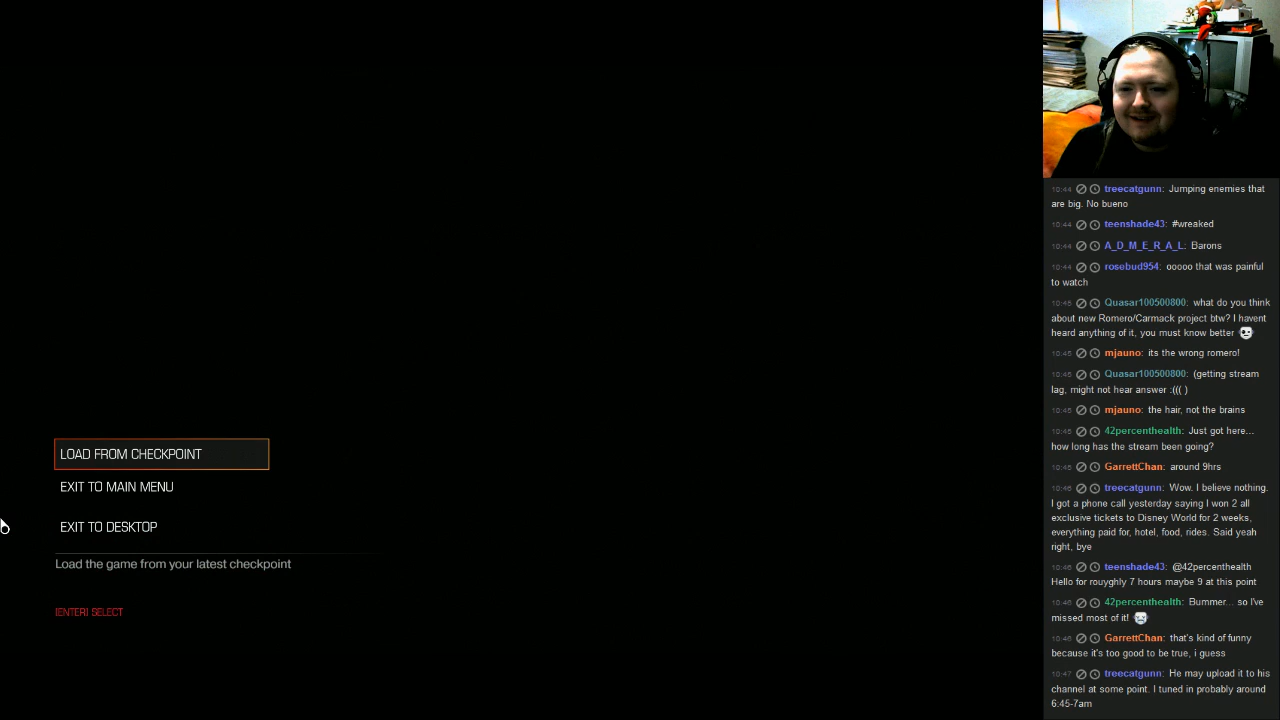 LOAD FROM CHECKPOINT
EXIT TO MAIN MENU
EXIT TO DESKTOP
Load the game from your latest checkpoint
[ENTER] SELECT
10:44 treecatgunn: Jumping enemies that
are big. No bueno
10:44 teenshade43: #wreaked
10:44 A_D_M_E_R_A_L: Barons
10:44 rosebud954: ooooo that was painful
to watch
10:45 Quasar100500800: what do you think
about new Romero/Carmack project btw? I havent
heard anything of it, you must know better
10:45 mjauno: its the wrong romero!
10:45 Quasar100500800: (getting stream
lag, might not hear answer :((( )
10:45 mjauno: the hair, not the brains
10:45 42percenthealth: Just got here...
how long has the stream been going?
10:46 GarrettChan: around 9hrs
10:46 treecatgunn: Wow. I believe nothing.
I got a phone call yesterday saying I won 2 all
exclusive tickets to Disney World for 2 weeks,
everything paid for, hotel, food, rides. Said yeah
right, bye
10:46 teenshade43: @42percenthealth
Hello for rouyghly 7 hours maybe 9 at this point
10:46 42percenthealth: Bummer... so I've
missed most of it!
10:46 GarrettChan: that's kind of funny
because it's too good to be true, i guess
10:47 treecatgunn: He may upload it to his
channel at some point. I tuned in probably around
6:45-7am